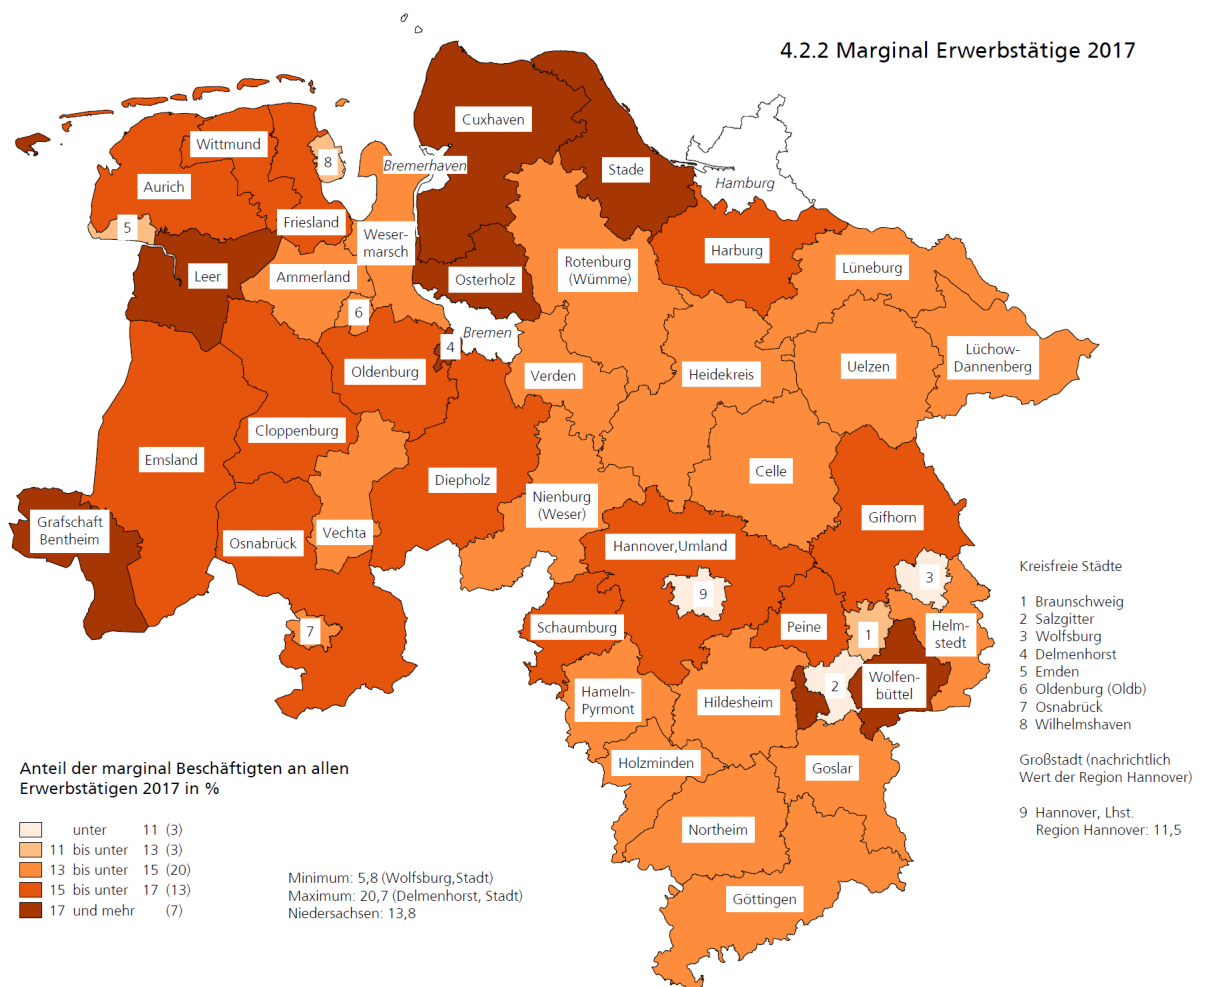 4.2.2 Marginal Erwerbstätige 2017
Cuxhaven
Wittmund
8
Bremerhaven
Stade
Hamburg
Aurich
5
Friesland
Weser-
marsch
Harburg
Leer
Ammerland
Osterholz
Rotenburg
(Wümme)
Lüneburg
6
Bremen
4
Oldenburg
Verden
Heidekreis
Uelzen
Lüchow-
Dannenberg
Cloppenburg
Emsland
Diepholz
Celle
Nienburg
(Weser)
Gifhorn
Grafschaft
Bentheim
Osnabrück
Vechta
Hannover,Umland
3
9
7
Schaumburg
Peine
1
Helm-
stedt
2
Wolfen-
büttel
Hameln-
Pyrmont
Hildesheim
Holzminden
Goslar
Northeim
Göttingen
Kreisfreie Städte
1 Braunschweig
2 Salzgitter
3 Wolfsburg
4 Delmenhorst
5 Emden
6 Oldenburg (Oldb)
7 Osnabrück
8 Wilhelmshaven
Großstadt (nachrichtlich
Wert der Region Hannover)
9 Hannover, Lhst.
Region Hannover: 11,5
Anteil der marginal Beschäftigten an allen
Erwerbstätigen 2017 in %
unter 11 (3)
11 bis unter 13 (3)
13 bis unter 15 (20)
15 bis unter 17 (13)
17 und mehr (7)
Minimum: 5,8 (Wolfsburg,Stadt)
Maximum: 20,7 (Delmenhorst, Stadt)
Niedersachsen: 13,8